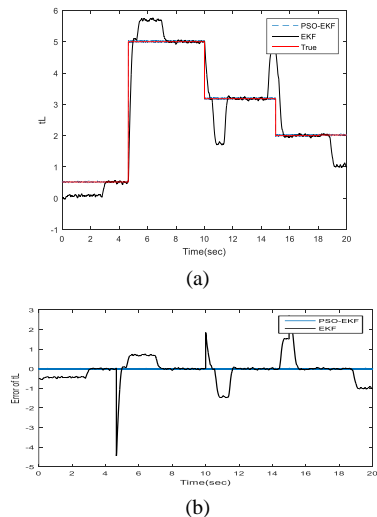 6
5
4
3
2
1
0
-1
tL
PSO-EKF
EKF
True
0 2 4 6 8 10 12 14 16 18 20
Time(sec)
(a)
3
2
1
0
-1
-2
-3
-4
-5
Error of tL
PSO-EKF
EKF
0 2 4 6 8 10 12 14 16 18 20
Time(sec)
(b)